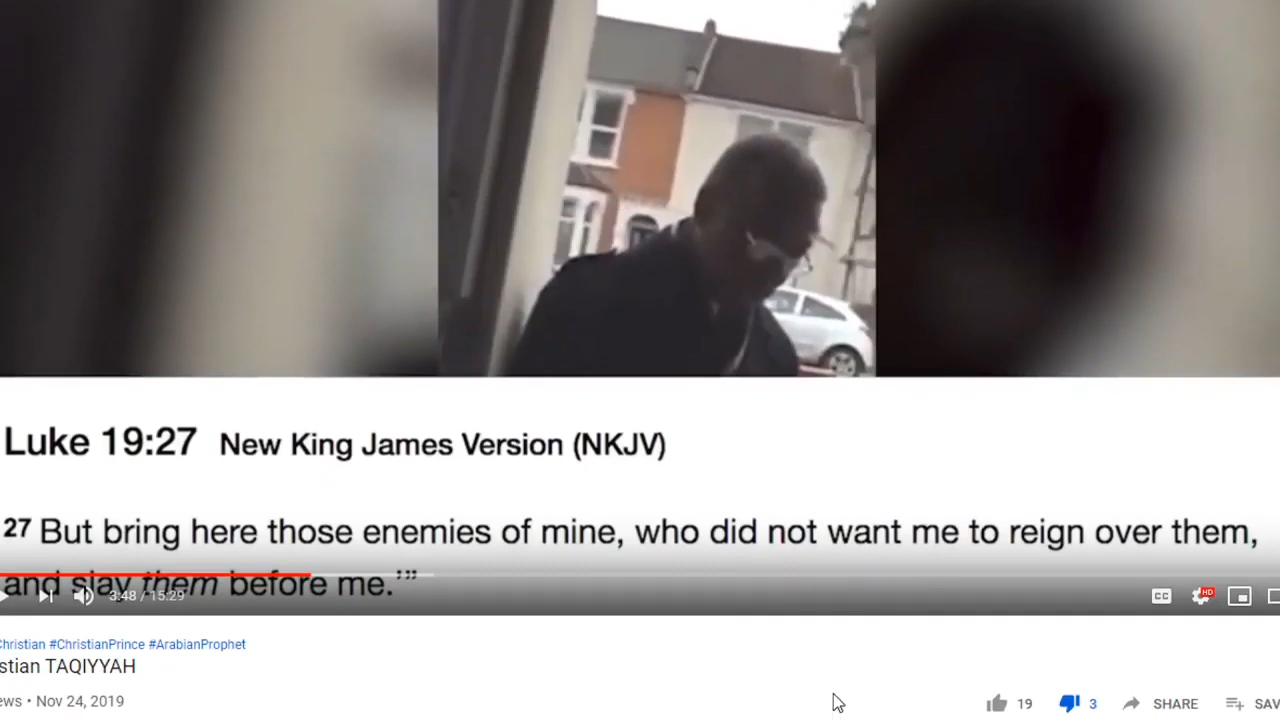 Luke 19:27 New King James Version (NKJV)
27 But bring here those enemies of mine, who did not want me to reign over them,
and slay them before me.’”
3:48 / 15:29
CC
HD
Christian #ChristianPrince #ArabianProphet
stian TAQIYYAH
ews • Nov 24, 2019
19
3
SHARE
SAV